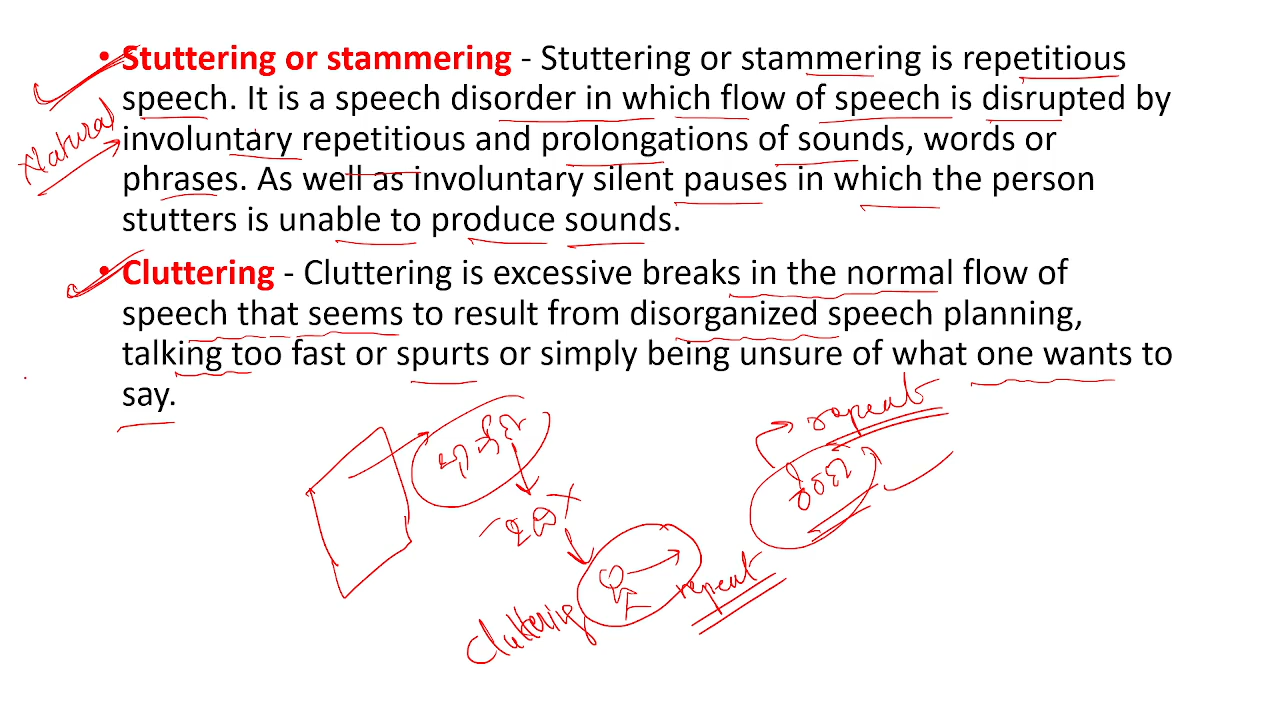 • Stuttering or stammering - Stuttering or stammering is repetitious
speech. It is a speech disorder in which flow of speech is disrupted by
Natural
involuntary repetitious and prolongations of sounds, words or
phrases. As well as involuntary silent pauses in which the person
stutters is unable to produce sounds.
• Cluttering - Cluttering is excessive breaks in the normal flow of
speech that seems to result from disorganized speech planning,
talking too fast or spurts or simply being unsure of what one wants to
say.
repeat
repeat
cluttering